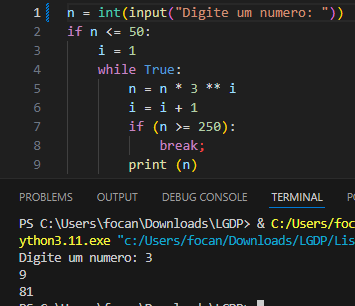 1 n = int(input("Digite um numero: "))
2 if n <= 50:
3 i = 1
4 while True:
5 n = n * 3 ** i
6 i = i + 1
7 if (n >= 250):
8 break;
9 print (n)
PROBLEMS OUTPUT DEBUG CONSOLE TERMINAL
PS C:\Users\focan\Downloads\LGDP> & C:/Users/foc
ython3.11.exe "c:/Users/focan/Downloads/LGDP/Lis
Digite um numero: 3
9
81